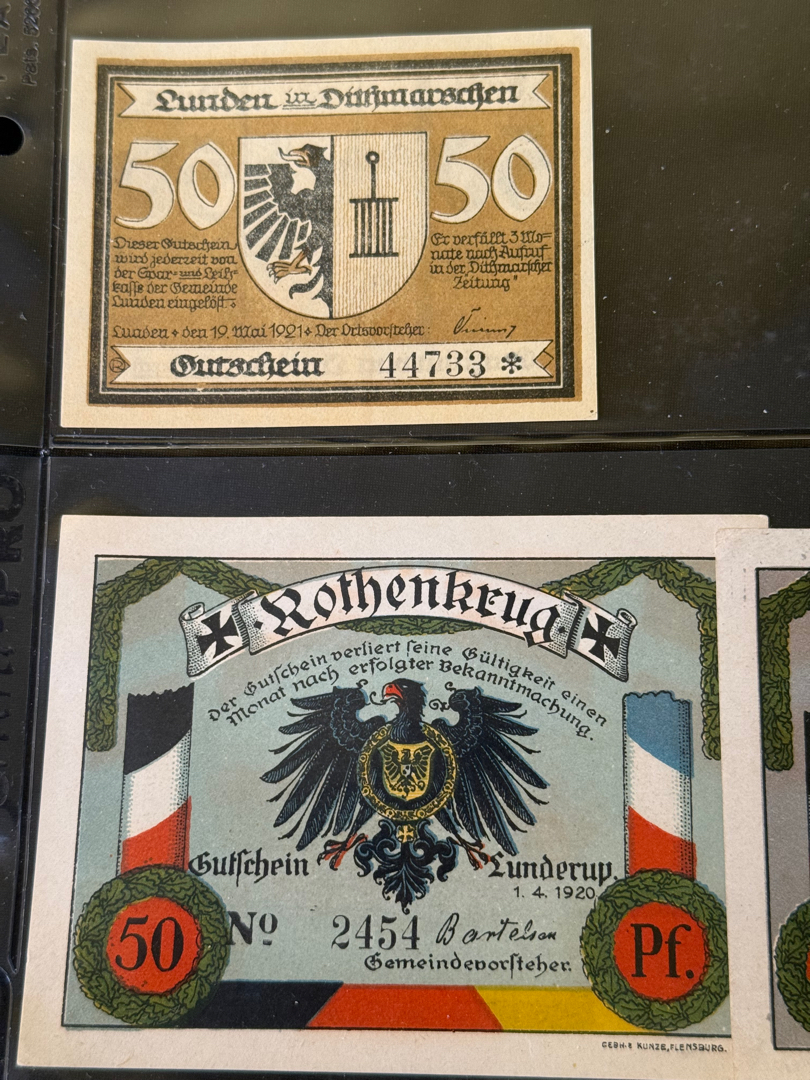 Lunden in Dithmarschen
50
50
Dieser Gutschein
wird jederzeit von
der Spar- und Leih-
kasse der Gemeinde
Lunden eingelöst.
Er verfällt 3 Mo=
nate nach Aufruf
in der „Dithmarscher
Zeitung"
Lunden • den 19. Mai 1921 • Der Ortsvorsteher:
Gutschein 44733 *
Rothenkrug.
Der Gutschein verliert seine Gültigkeit einen
Monat nach erfolgter Bekanntmachung.
Gutschein
Lunderup.
1. 4. 1920
50
No 2454 Bartelsen
Pf.
Gemeindevorsteher.
GEBH. & KUNZE, FLENSBURG.